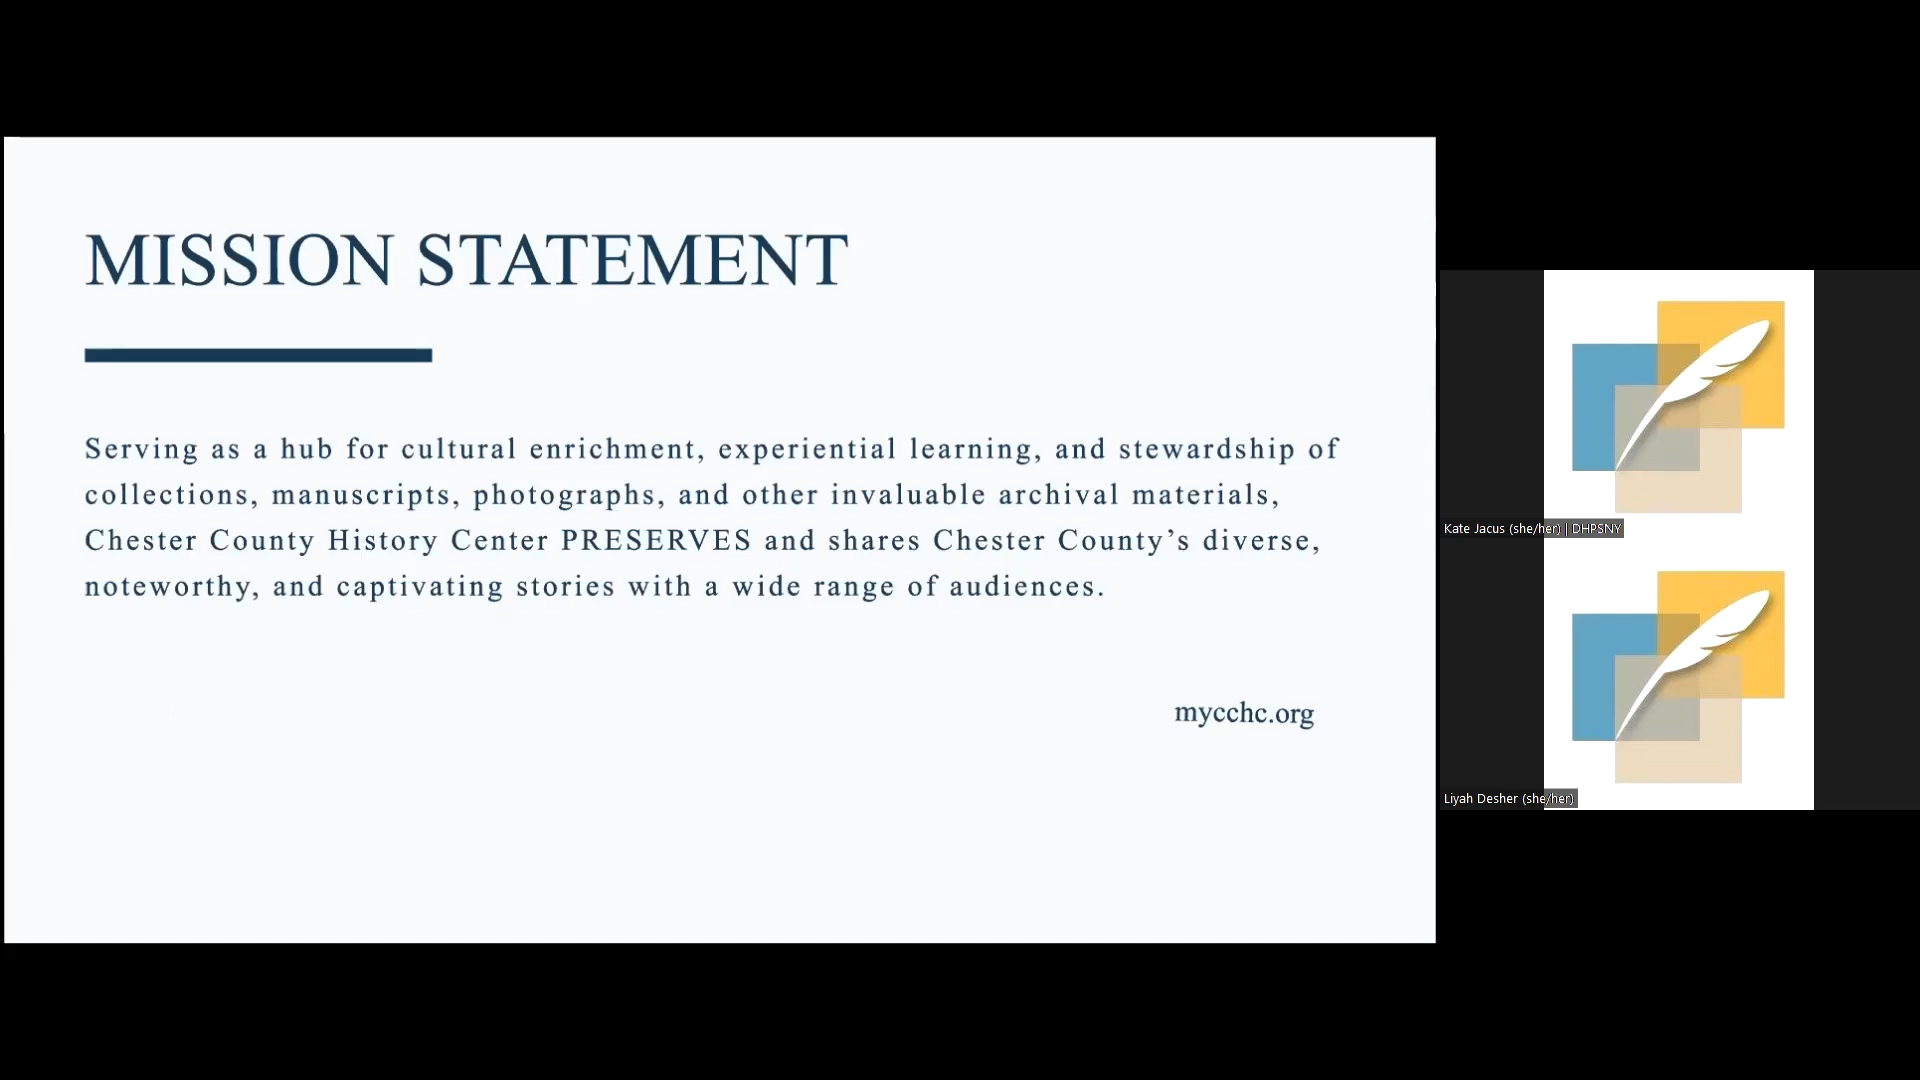 MISSION STATEMENT
Serving as a hub for cultural enrichment, experiential learning, and stewardship of
collections, manuscripts, photographs, and other invaluable archival materials,
Chester County History Center PRESERVES and shares Chester County’s diverse,
noteworthy, and captivating stories with a wide range of audiences.
mycchc.org
Kate Jacus (she/her) | DHPSNY
Liyah Desher (she/her)